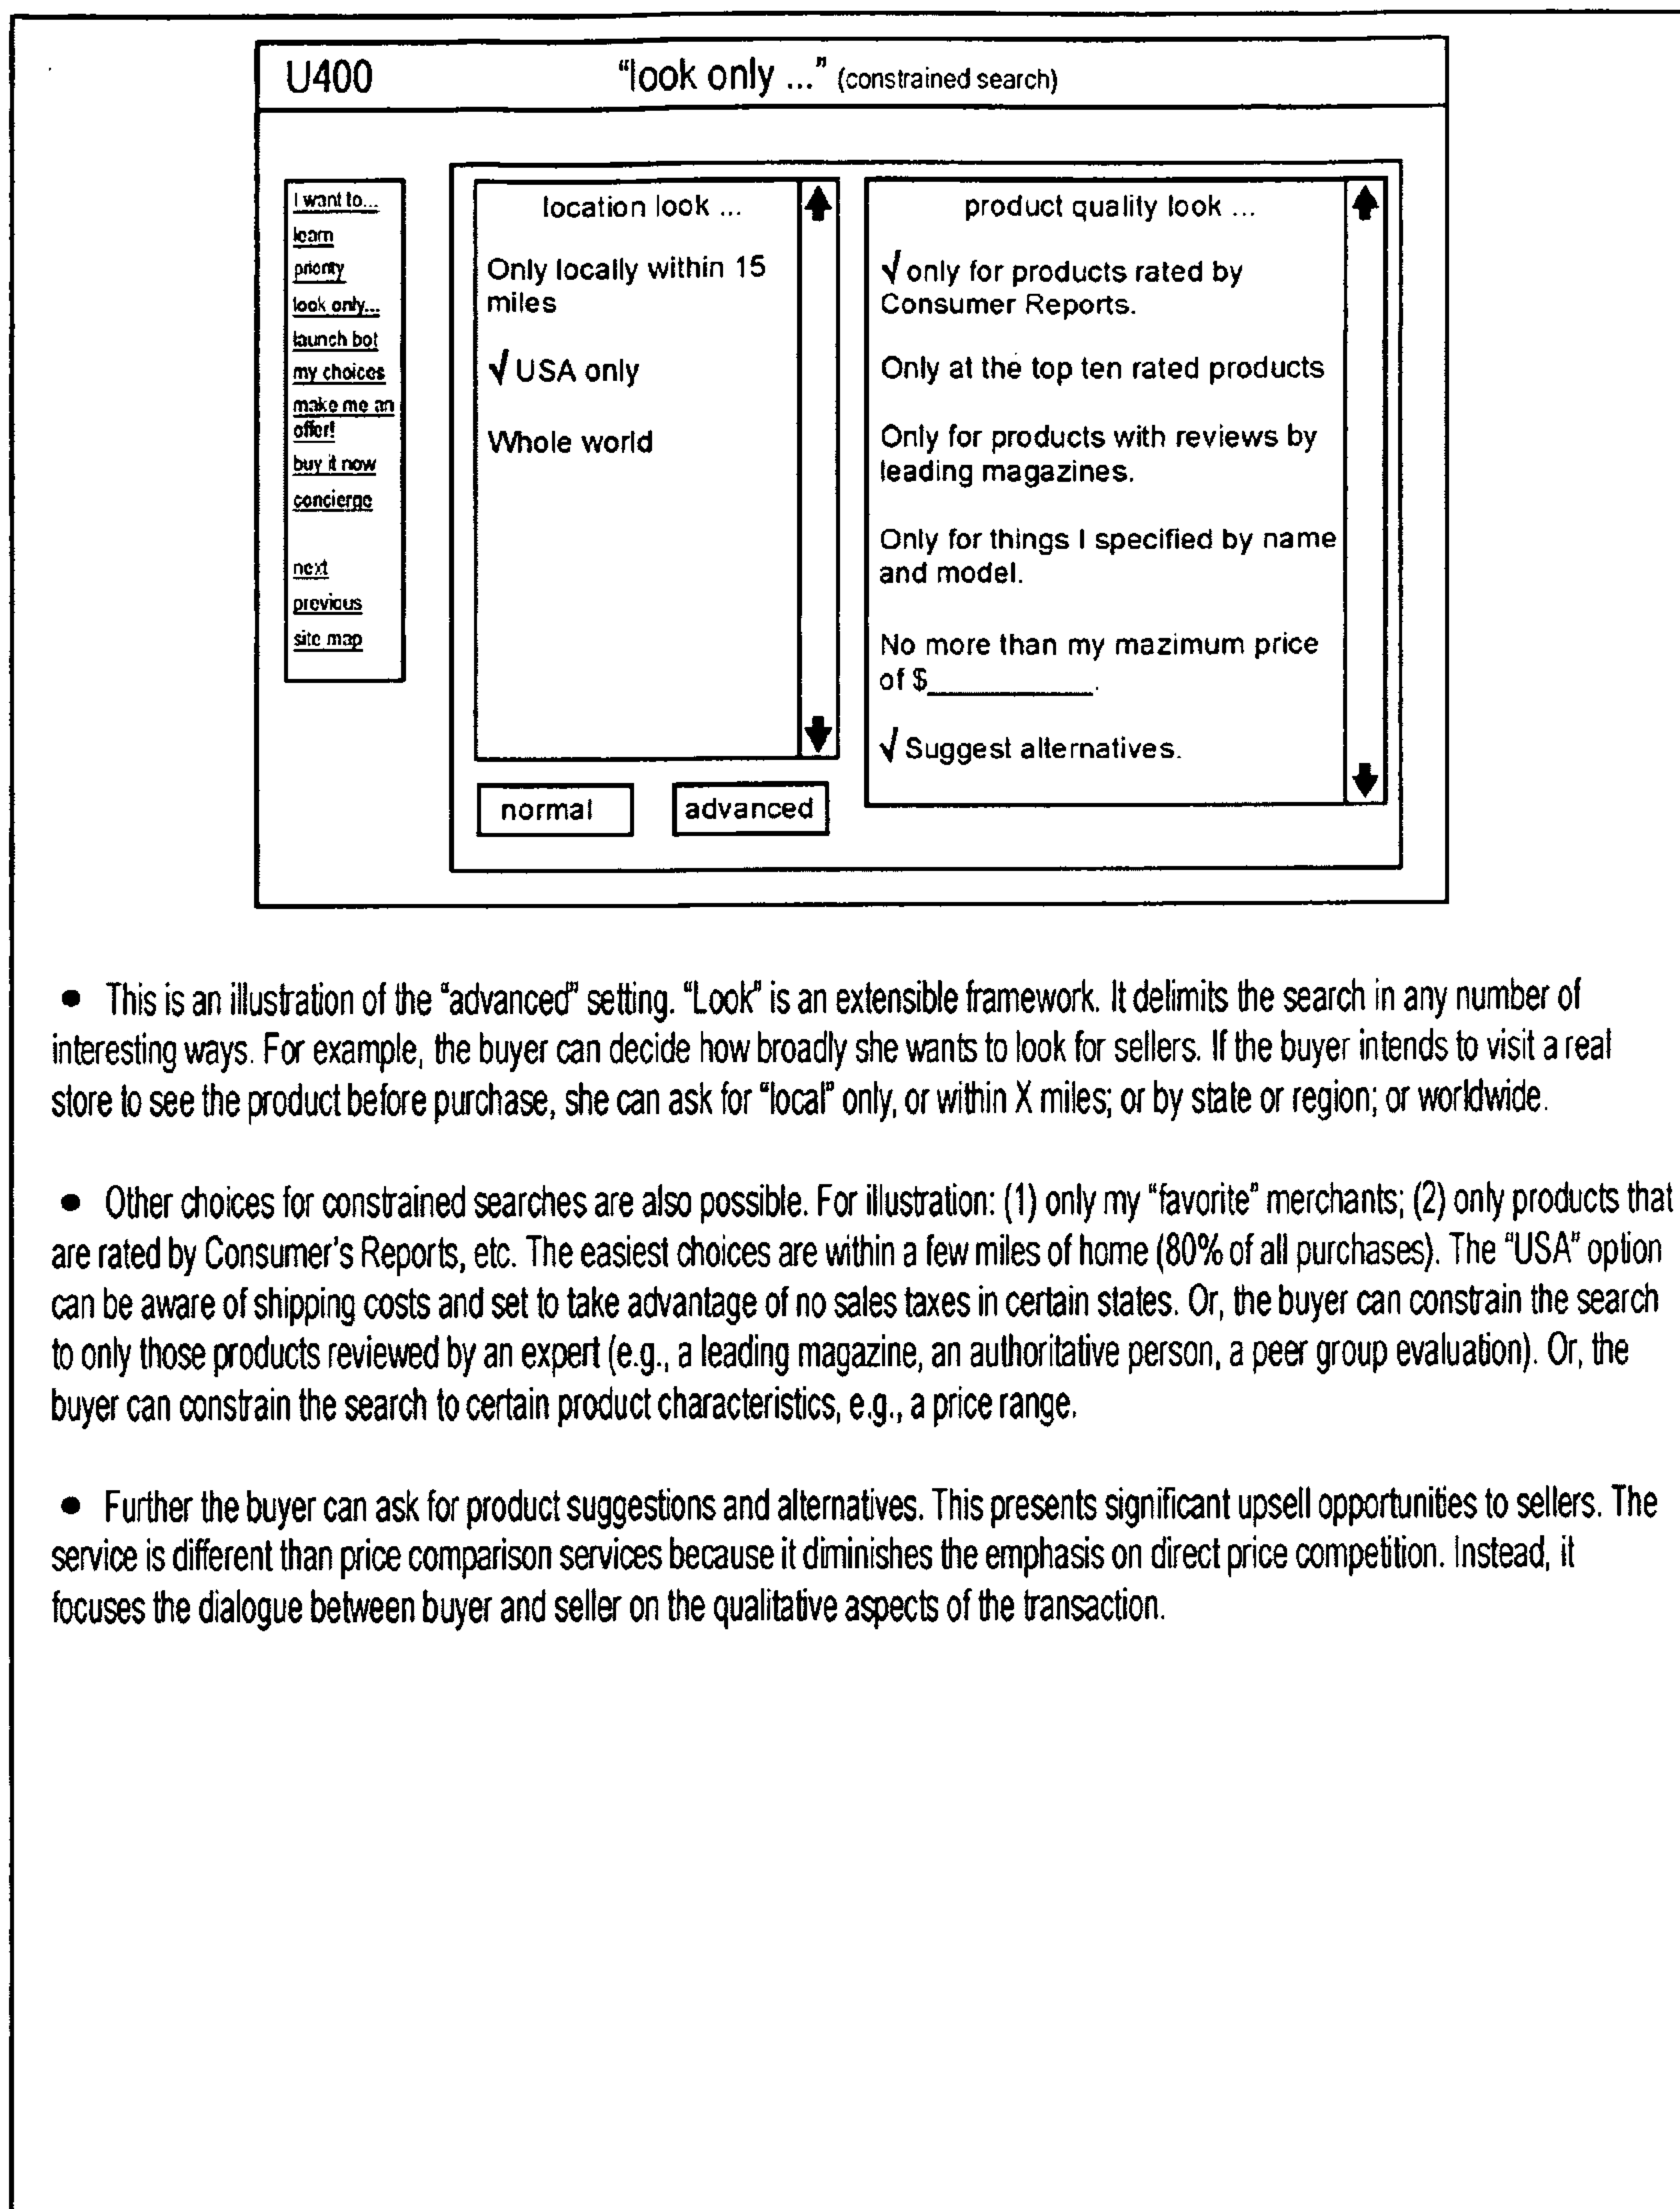 U400
“look only ...” (constrained search)
I want to...
learn
priority
look only...
launch bot
my choices
make me an
offer!
buy it now
concierge
next
previous
site map
location look ...
Only locally within 15
miles
√ USA only
Whole world
normal
advanced
product quality look ...
√ only for products rated by
Consumer Reports.
Only at the top ten rated products
Only for products with reviews by
leading magazines.
Only for things I specified by name
and model.
No more than my mazimum price
of $___________.
√ Suggest alternatives.
● This is an illustration of the “advanced” setting. “Look” is an extensible framework. It delimits the search in any number of
interesting ways. For example, the buyer can decide how broadly she wants to look for sellers. If the buyer intends to visit a real
store to see the product before purchase, she can ask for “local” only, or within X miles; or by state or region; or worldwide.
● Other choices for constrained searches are also possible. For illustration: (1) only my “favorite” merchants; (2) only products that
are rated by Consumer's Reports, etc. The easiest choices are within a few miles of home (80% of all purchases). The “USA” option
can be aware of shipping costs and set to take advantage of no sales taxes in certain states. Or, the buyer can constrain the search
to only those products reviewed by an expert (e.g., a leading magazine, an authoritative person, a peer group evaluation). Or, the
buyer can constrain the search to certain product characteristics, e.g., a price range.
● Further the buyer can ask for product suggestions and alternatives. This presents significant upsell opportunities to sellers. The
service is different than price comparison services because it diminishes the emphasis on direct price competition. Instead, it
focuses the dialogue between buyer and seller on the qualitative aspects of the transaction.